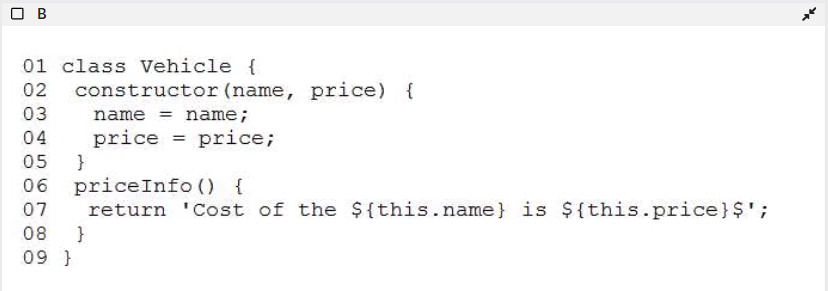 B
01 class Vehicle {
02  constructor(name, price) {
03   name = name;
04   price = price;
05  }
06  priceInfo() {
07   return 'Cost of the ${this.name} is ${this.price}$';
08  }
09 }